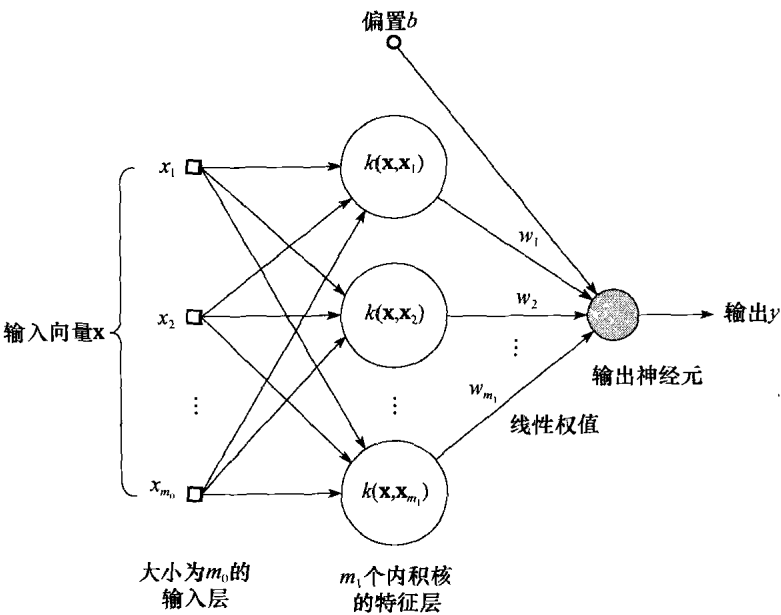 偏置b
x₁
k(x,x₁)
w₁
输入向量x
x₂
k(x,x₂)
w₂
输出y
⋮
⋮
⋮
输出神经元
wₘ₁
线性权值
xₘ₀
k(x,xₘ₁)
大小为m₀的
输入层
m₁个内积核
的特征层